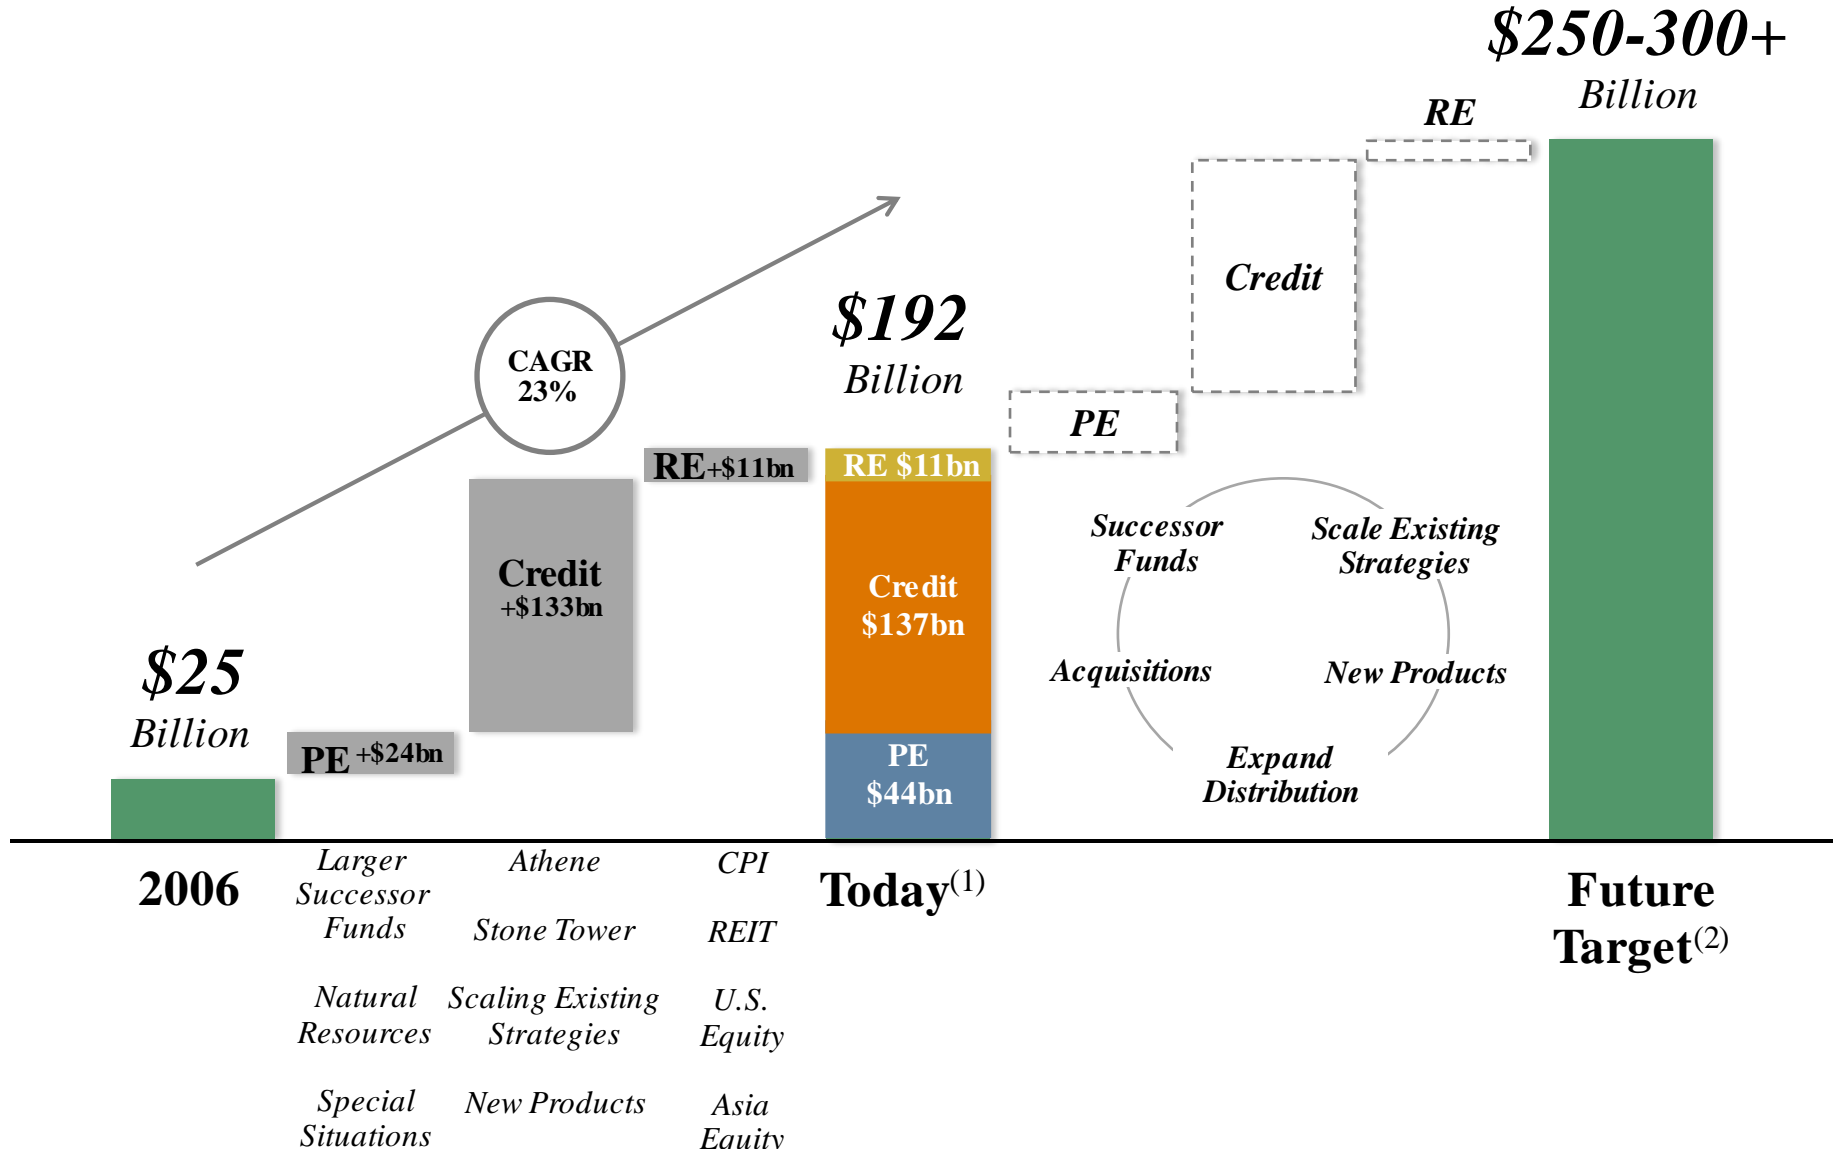 $250-300+
Billion
RE
Credit
CAGR
23%
$192
Billion
PE
RE+$11bn
RE $11bn
Credit
+$133bn
Credit
$137bn
Successor
Funds
Scale Existing
Strategies
Acquisitions
New Products
Expand
Distribution
$25
Billion
PE +$24bn
PE
$44bn
2006
Larger
Successor
Funds
Natural
Resources
Special
Situations
Athene
Stone Tower
Scaling Existing
Strategies
New Products
CPI
REIT
U.S.
Equity
Asia
Equity
Today(1)
Future
Target(2)